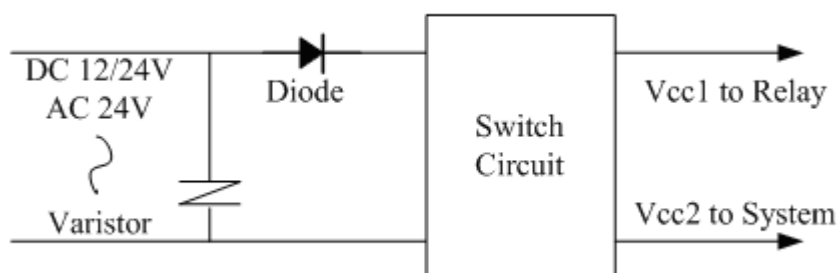 DC 12/24V
AC 24V
Diode
Varistor
Switch
Circuit
Vcc1 to Relay
Vcc2 to System